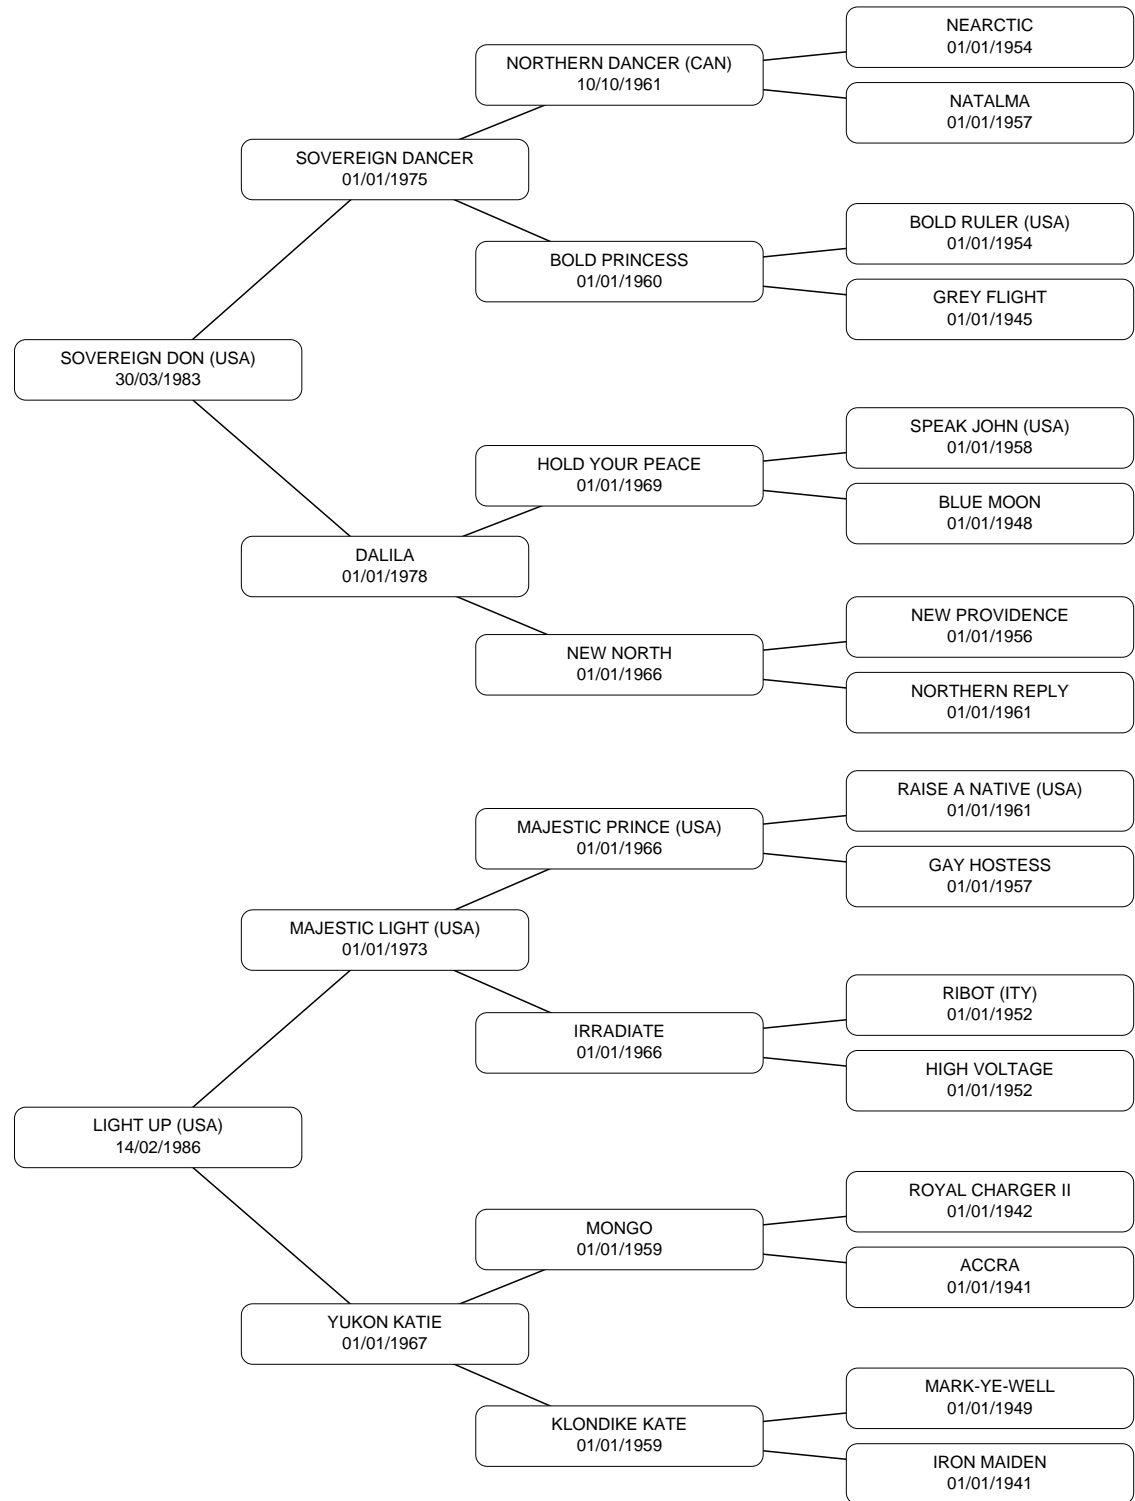 NEARCTIC
01/01/1954
NORTHERN DANCER (CAN)
10/10/1961
NATALMA
01/01/1957
SOVEREIGN DANCER
01/01/1975
BOLD RULER (USA)
01/01/1954
BOLD PRINCESS
01/01/1960
GREY FLIGHT
01/01/1945
SOVEREIGN DON (USA)
30/03/1983
SPEAK JOHN (USA)
01/01/1958
HOLD YOUR PEACE
01/01/1969
BLUE MOON
01/01/1948
DALILA
01/01/1978
NEW PROVIDENCE
01/01/1956
NEW NORTH
01/01/1966
NORTHERN REPLY
01/01/1961
RAISE A NATIVE (USA)
01/01/1961
MAJESTIC PRINCE (USA)
01/01/1966
GAY HOSTESS
01/01/1957
MAJESTIC LIGHT (USA)
01/01/1973
RIBOT (ITY)
01/01/1952
IRRADIATE
01/01/1966
HIGH VOLTAGE
01/01/1952
LIGHT UP (USA)
14/02/1986
ROYAL CHARGER II
01/01/1942
MONGO
01/01/1959
ACCRA
01/01/1941
YUKON KATIE
01/01/1967
MARK-YE-WELL
01/01/1949
KLONDIKE KATE
01/01/1959
IRON MAIDEN
01/01/1941